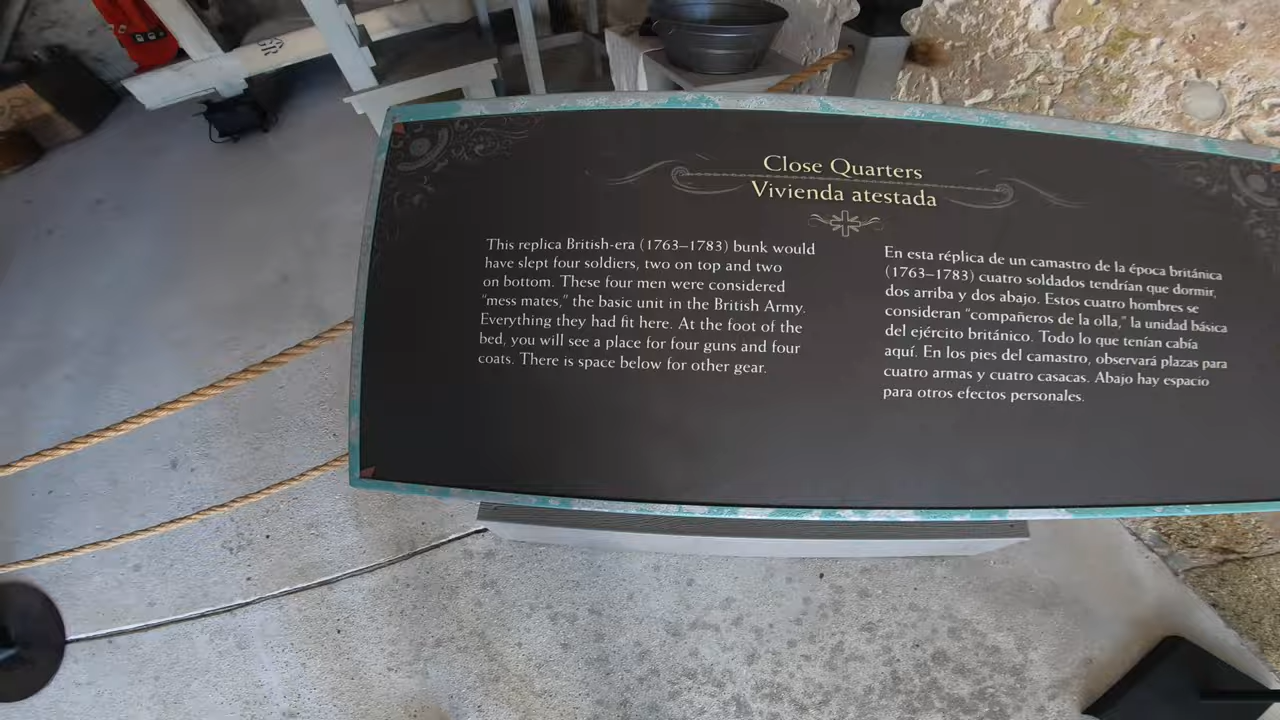 GR
Close Quarters
Vivienda atestada
This replica British-era (1763–1783) bunk would
have slept four soldiers, two on top and two
on bottom. These four men were considered
“mess mates,” the basic unit in the British Army.
Everything they had fit here. At the foot of the
bed, you will see a place for four guns and four
coats. There is space below for other gear.
En esta réplica de un camastro de la época británica
(1763–1783) cuatro soldados tendrían que dormir,
dos arriba y dos abajo. Estos cuatro hombres se
consideran “compañeros de la olla,” la unidad básica
del ejército británico. Todo lo que tenían cabía
aquí. En los pies del camastro, observará plazas para
cuatro armas y cuatro casacas. Abajo hay espacio
para otros efectos personales.